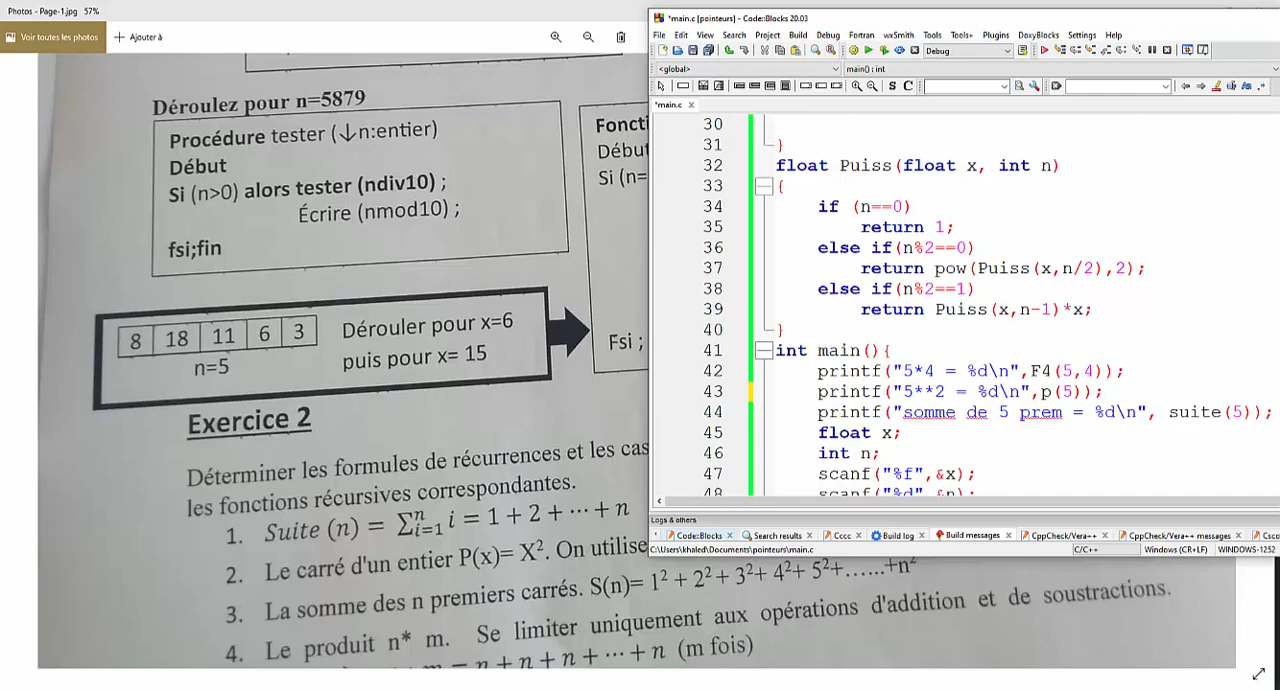 Photos - Page-1.jpg 57%
Voir toutes les photos
Ajouter à
Déroulez pour n=5879
Procédure tester (↓n:entier)
Début
Si (n>0) alors tester (ndiv10) ;
Écrire (nmod10) ;
fsi;fin
Foncti
Débu
Si (n=
Fsi ;
8 18 11 6 3
n=5
Dérouler pour x=6
puis pour x= 15
Exercice 2
Déterminer les formules de récurrences et les cas
les fonctions récursives correspondantes.
1. Suite (n) = ∑ⁿᵢ₌₁ i = 1 + 2 + ⋯ + n
2. Le carré d'un entier P(x)= X². On utilise
3. La somme des n premiers carrés. S(n)= 1² + 2² + 3²+ 4²+ 5²+......+n²
4. Le produit n* m. Se limiter uniquement aux opérations d'addition et de soustractions.
= n + n + n + ⋯ + n (m fois)
*main.c [pointeurs] - Code::Blocks 20.03
File Edit View Search Project Build Debug Fortran wxSmith Tools Tools+ Plugins DoxyBlocks Settings Help
Debug
<global>
main() : int
S C
*main.c X
30
31 }
32 float Puiss(float x, int n)
33 {
34 if (n==0)
35 return 1;
36 else if(n%2==0)
37 return pow(Puiss(x,n/2),2);
38 else if(n%2==1)
39 return Puiss(x,n-1)*x;
40 }
41 int main(){
42 printf("5*4 = %d\n",F4(5,4));
43 printf("5**2 = %d\n",p(5));
44 printf("somme de 5 prem = %d\n", suite(5));
45 float x;
46 int n;
47 scanf("%f",&x);
48 scanf("%d",&n);
Logs & others
Code::Blocks X Search results X Cccc X Build log X Build messages X CppCheck/Vera++ X CppCheck/Vera++ messages X Csco
C:\Users\khaled\Documents\pointeurs\main.c
C/C++
Windows (CR+LF)
WINDOWS-1252